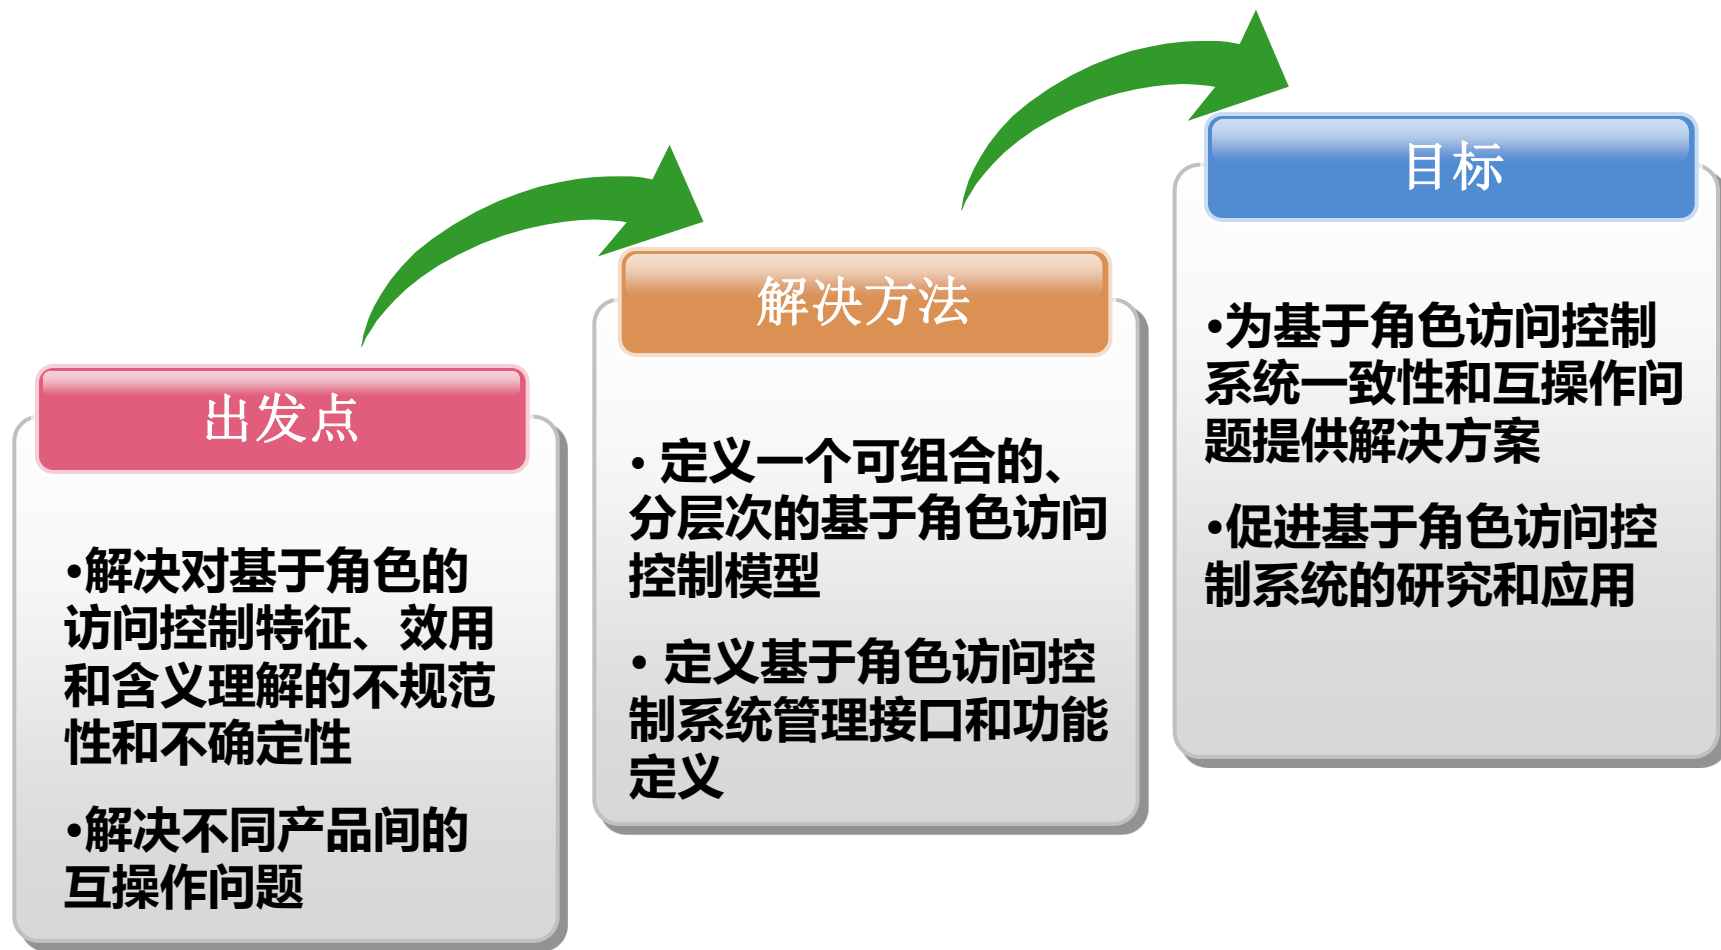 出发点
•解决对基于角色的
访问控制特征、效用
和含义理解的不规范
性和不确定性
•解决不同产品间的
互操作问题
解决方法
• 定义一个可组合的、
分层次的基于角色访问
控制模型
• 定义基于角色访问控
制系统管理接口和功能
定义
目标
•为基于角色访问控制
系统一致性和互操作问
题提供解决方案
•促进基于角色访问控
制系统的研究和应用